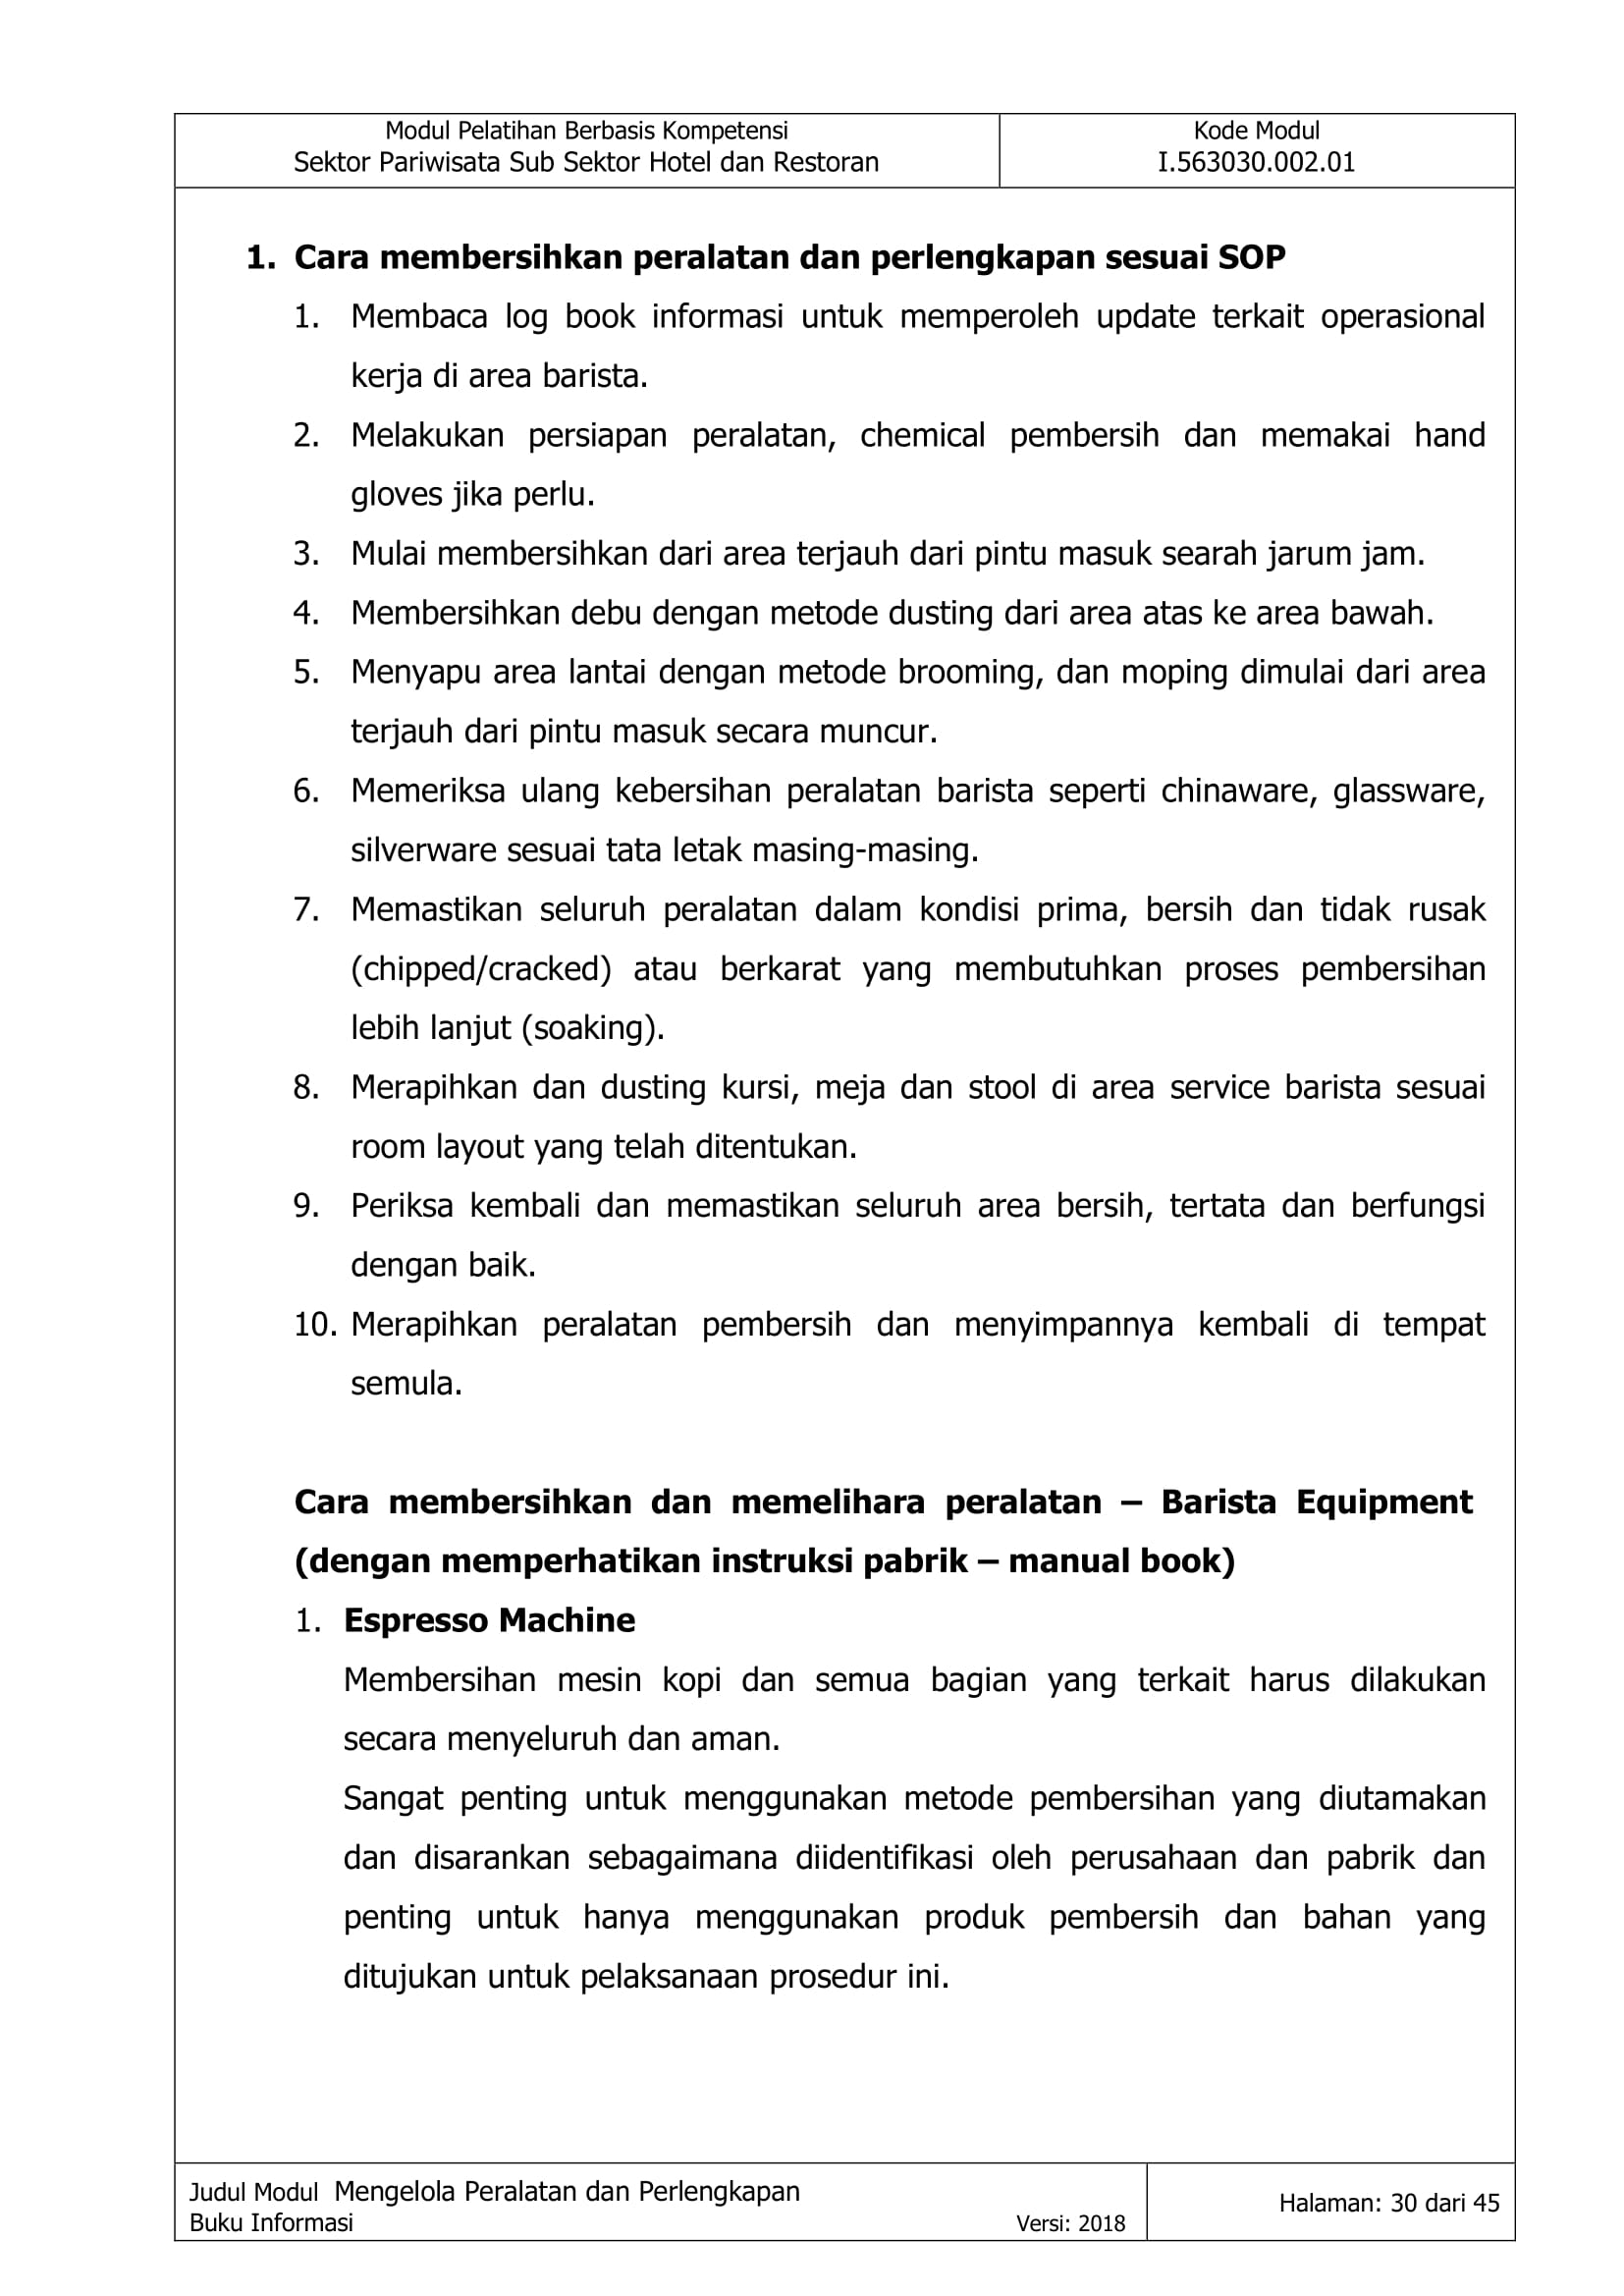 Modul Pelatihan Berbasis Kompetensi
Sektor Pariwisata Sub Sektor Hotel dan Restoran
Kode Modul
I.563030.002.01
1. Cara membersihkan peralatan dan perlengkapan sesuai SOP
1. Membaca log book informasi untuk memperoleh update terkait operasional
kerja di area barista.
2. Melakukan persiapan peralatan, chemical pembersih dan memakai hand
gloves jika perlu.
3. Mulai membersihkan dari area terjauh dari pintu masuk searah jarum jam.
4. Membersihkan debu dengan metode dusting dari area atas ke area bawah.
5. Menyapu area lantai dengan metode brooming, dan moping dimulai dari area
terjauh dari pintu masuk secara muncur.
6. Memeriksa ulang kebersihan peralatan barista seperti chinaware, glassware,
silverware sesuai tata letak masing-masing.
7. Memastikan seluruh peralatan dalam kondisi prima, bersih dan tidak rusak
(chipped/cracked) atau berkarat yang membutuhkan proses pembersihan
lebih lanjut (soaking).
8. Merapihkan dan dusting kursi, meja dan stool di area service barista sesuai
room layout yang telah ditentukan.
9. Periksa kembali dan memastikan seluruh area bersih, tertata dan berfungsi
dengan baik.
10. Merapihkan peralatan pembersih dan menyimpannya kembali di tempat
semula.
Cara membersihkan dan memelihara peralatan – Barista Equipment
(dengan memperhatikan instruksi pabrik – manual book)
1. Espresso Machine
Membersihan mesin kopi dan semua bagian yang terkait harus dilakukan
secara menyeluruh dan aman.
Sangat penting untuk menggunakan metode pembersihan yang diutamakan
dan disarankan sebagaimana diidentifikasi oleh perusahaan dan pabrik dan
penting untuk hanya menggunakan produk pembersih dan bahan yang
ditujukan untuk pelaksanaan prosedur ini.
Judul Modul Mengelola Peralatan dan Perlengkapan
Buku Informasi
Versi: 2018
Halaman: 30 dari 45